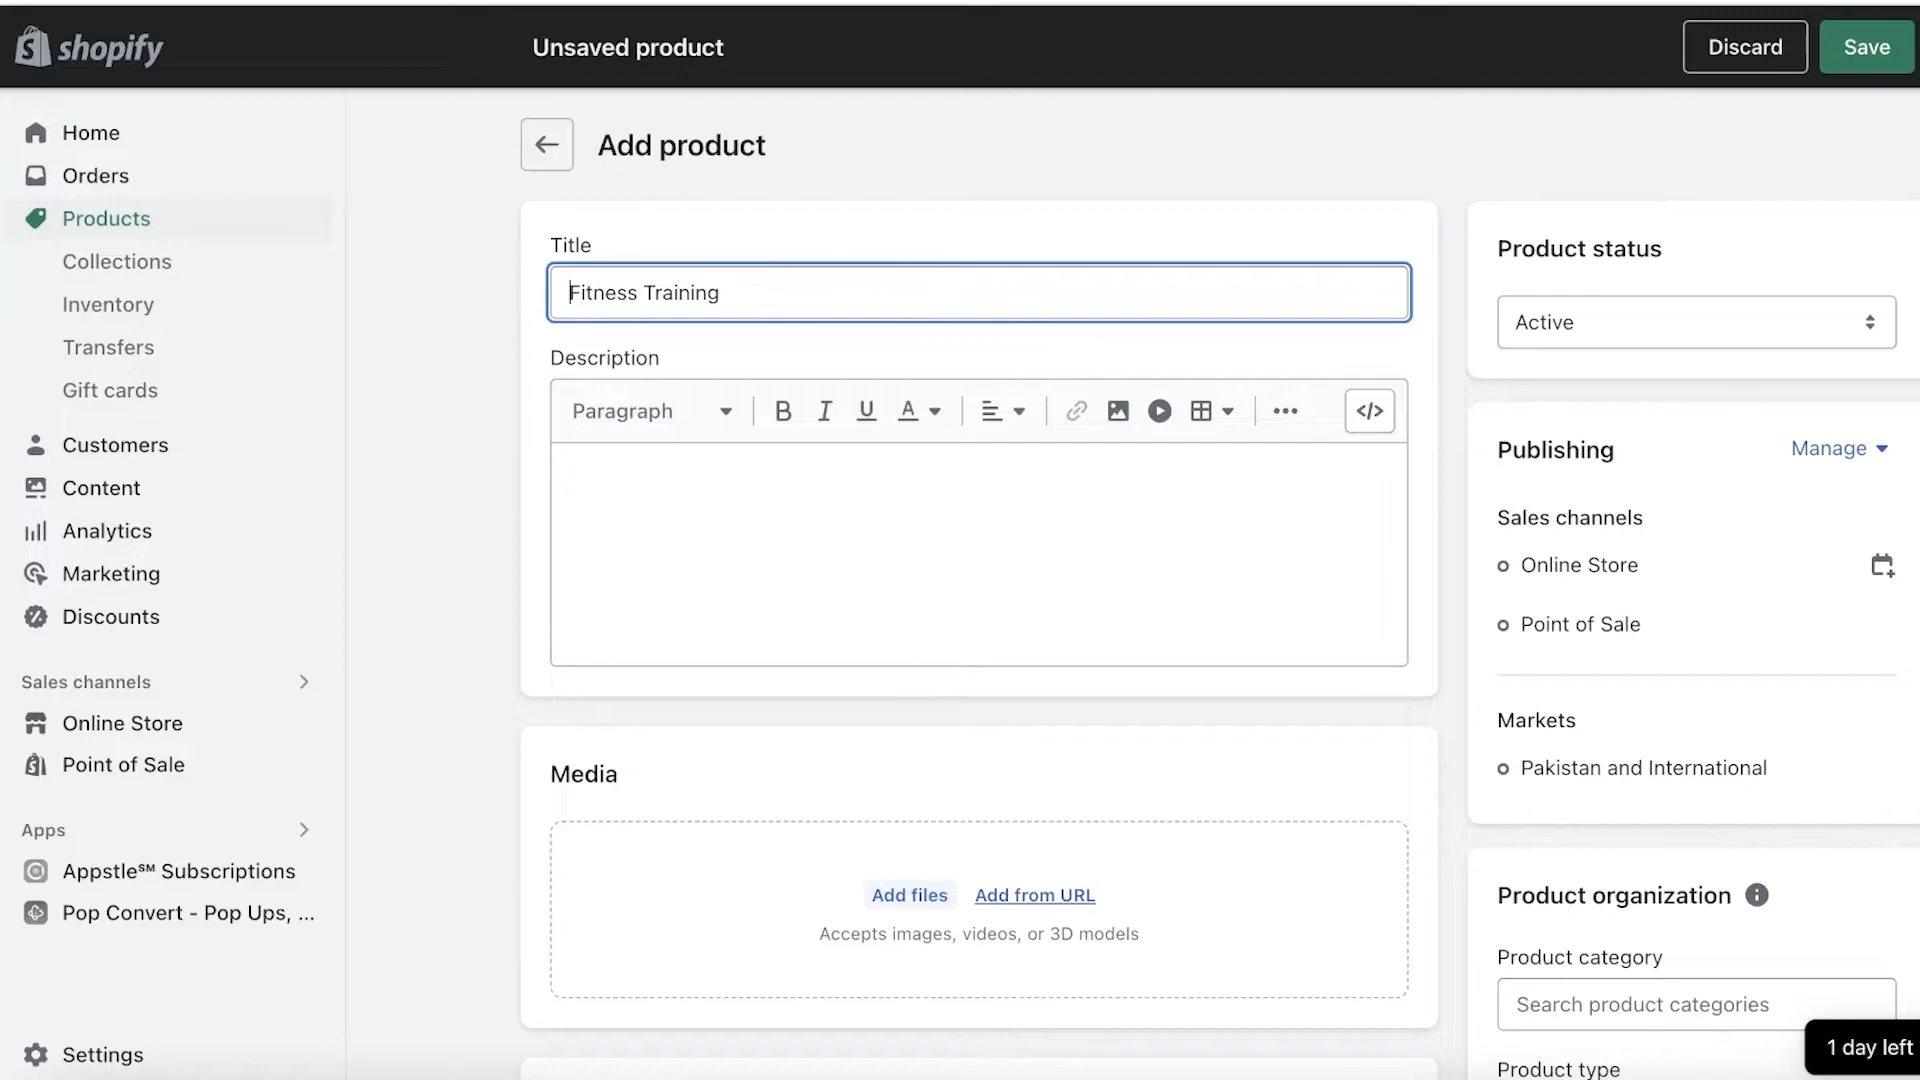 shopify
Unsaved product
Discard
Save
Home
Orders
Products
Collections
Inventory
Transfers
Gift cards
Customers
Content
Analytics
Marketing
Discounts
Sales channels
Online Store
Point of Sale
Apps
Appstle℠ Subscriptions
Pop Convert - Pop Ups, ...
Settings
Add product
Title
Fitness Training
Description
Paragraph
B I U A
</>
Media
Add files Add from URL
Accepts images, videos, or 3D models
Product status
Active
Publishing
Manage
Sales channels
Online Store
Point of Sale
Markets
Pakistan and International
Product organization
Product category
Search product categories
Product type
1 day left